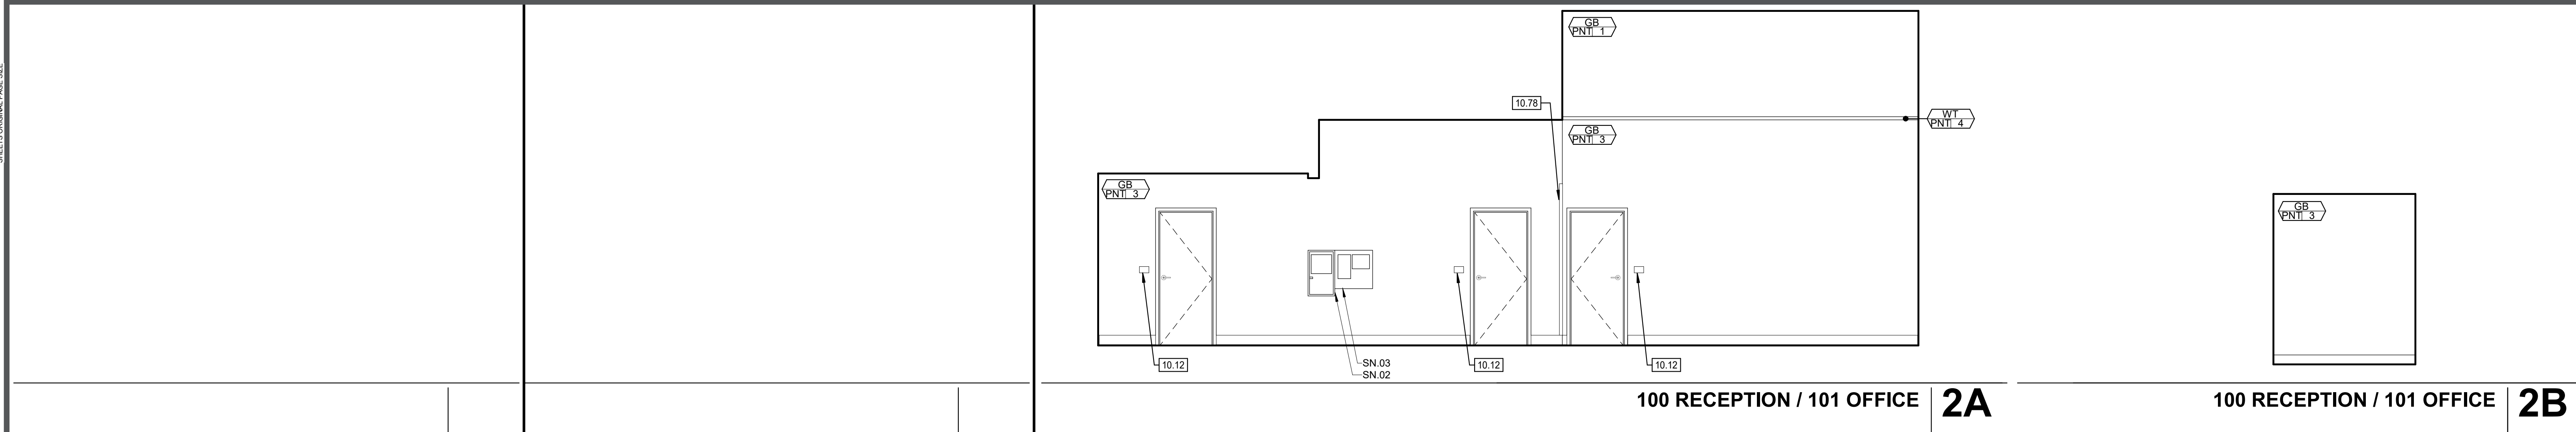 GB
PNT 1
10.78
WT
PNT 4
GB
PNT 3
GB
PNT 3
GB
PNT 3
10.12
SN.03
SN.02
10.12
10.12
100 RECEPTION / 101 OFFICE 2A
100 RECEPTION / 101 OFFICE 2B